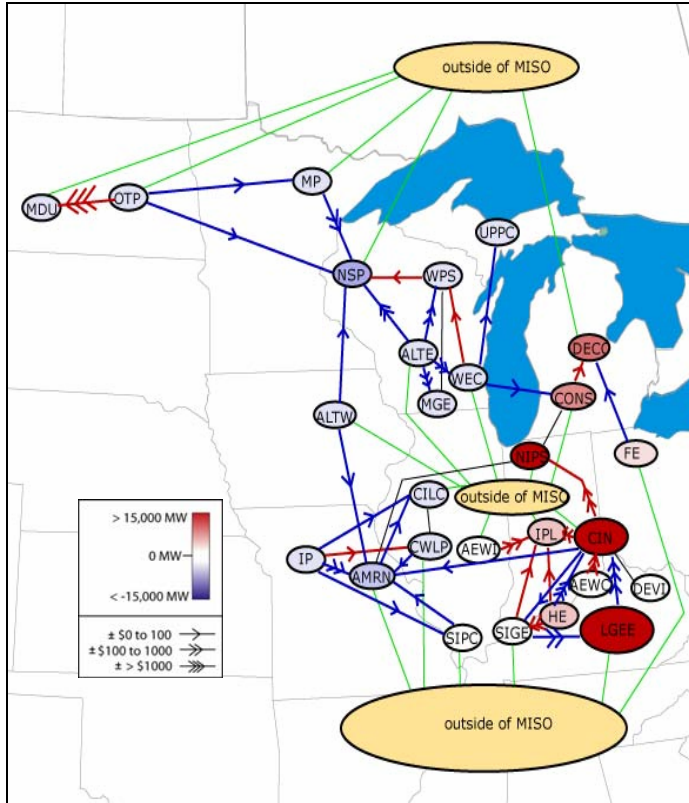 outside of MISO
MDU
OTP
MP
UPPC
NSP
WPS
ALTE
WEC
DECO
MGE
CONS
ALTW
NIPS
FE
CILC
outside of MISO
> 15,000 MW
0 MW
< -15,000 MW
IP
CWLP
AEWI
IPL
CIN
AMRN
AEWC
DEVI
HE
± $0 to 100
± $100 to 1000
± > $1000
SIPC
SIGE
LGEE
outside of MISO